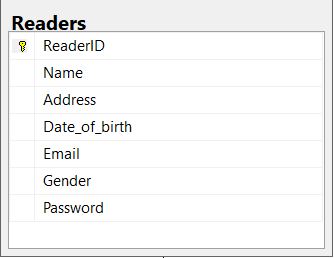 Readers
ReaderID
Name
Address
Date_of_birth
Email
Gender
Password